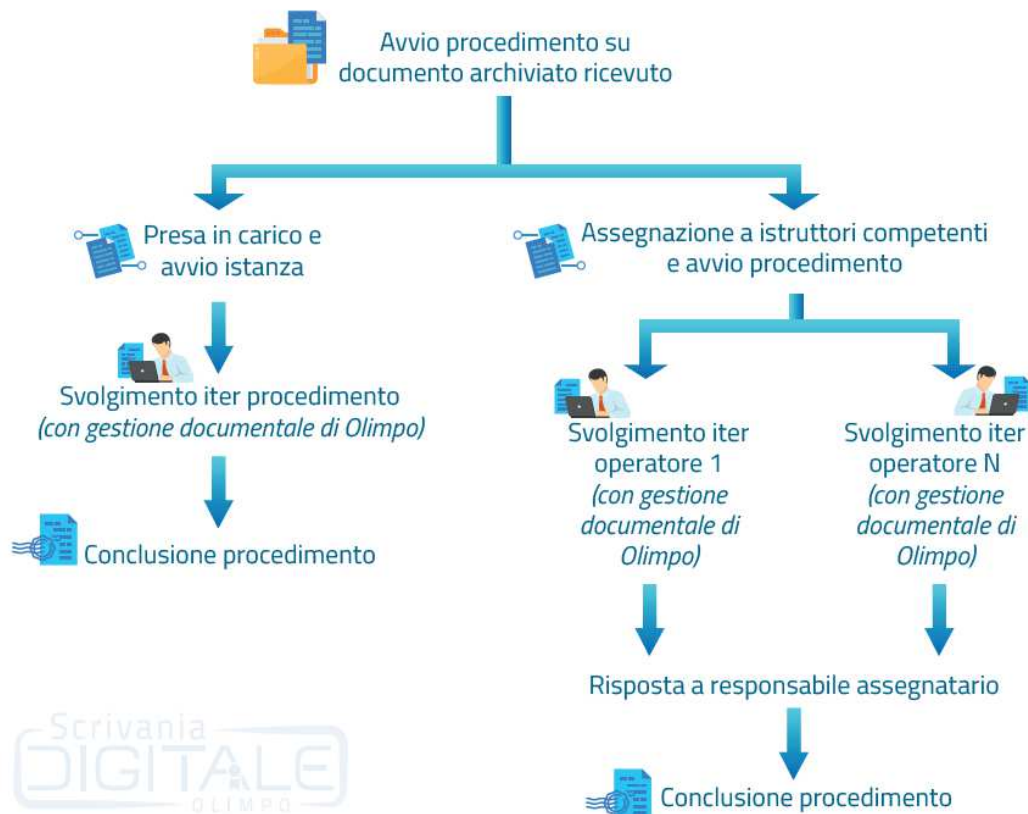 Avvio procedimento su
documento archiviato ricevuto
Presa in carico e
avvio istanza
Assegnazione a istruttori competenti
e avvio procedimento
Svolgimento iter procedimento
(con gestione documentale di Olimpo)
Svolgimento iter
operatore 1
(con gestione
documentale di
Olimpo)
Svolgimento iter
operatore N
(con gestione
documentale di
Olimpo)
Conclusione procedimento
Risposta a responsabile assegnatario
Conclusione procedimento
Scrivania
DIGITALE
OLIMPO